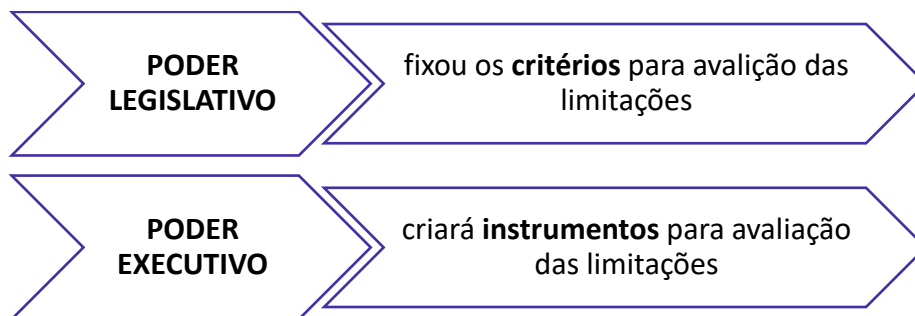 PODER
LEGISLATIVO
fixou os critérios para avalição das
limitações
PODER
EXECUTIVO
criará instrumentos para avaliação
das limitações